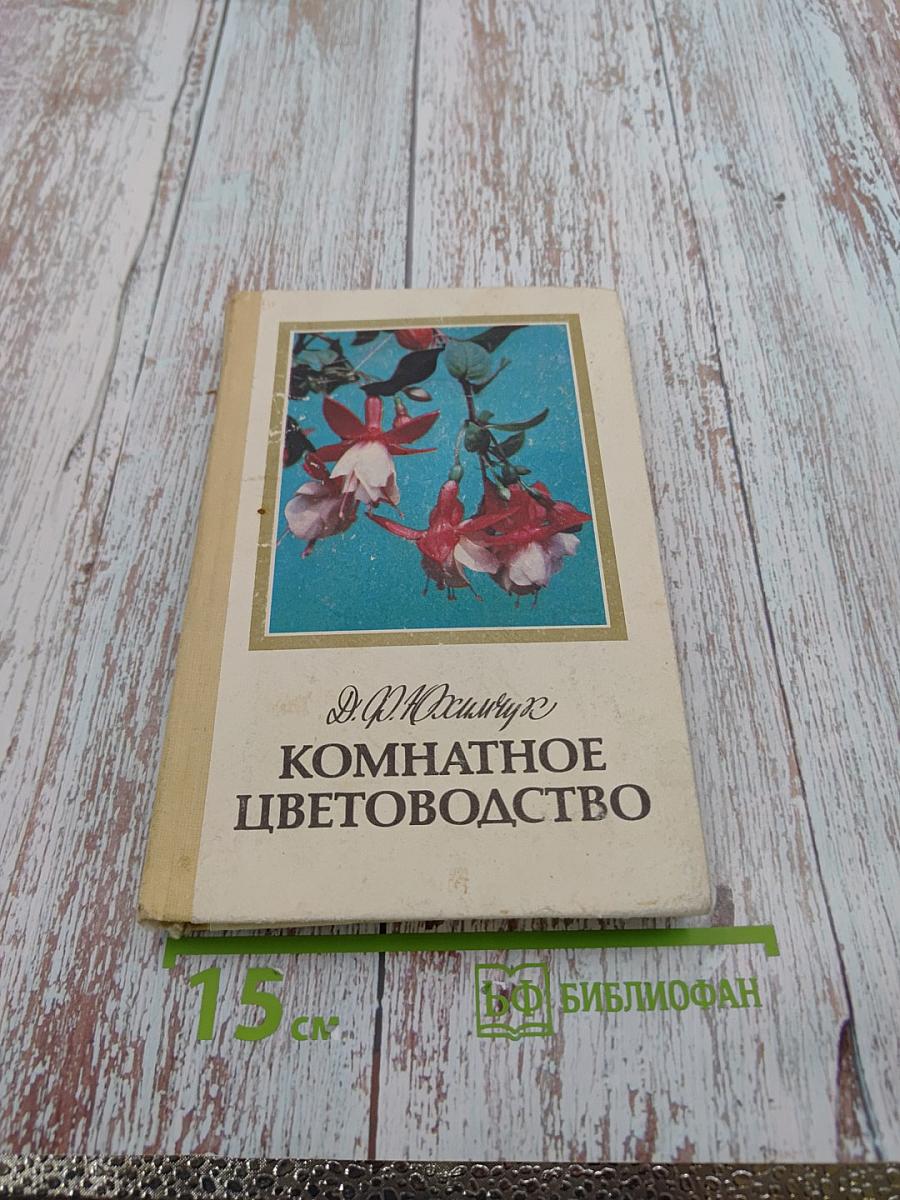 Д. Ф. Юхимчук
КОМНАТНОЕ
ЦВЕТОВОДСТВО
15 см
БФ БИБЛИОФАН